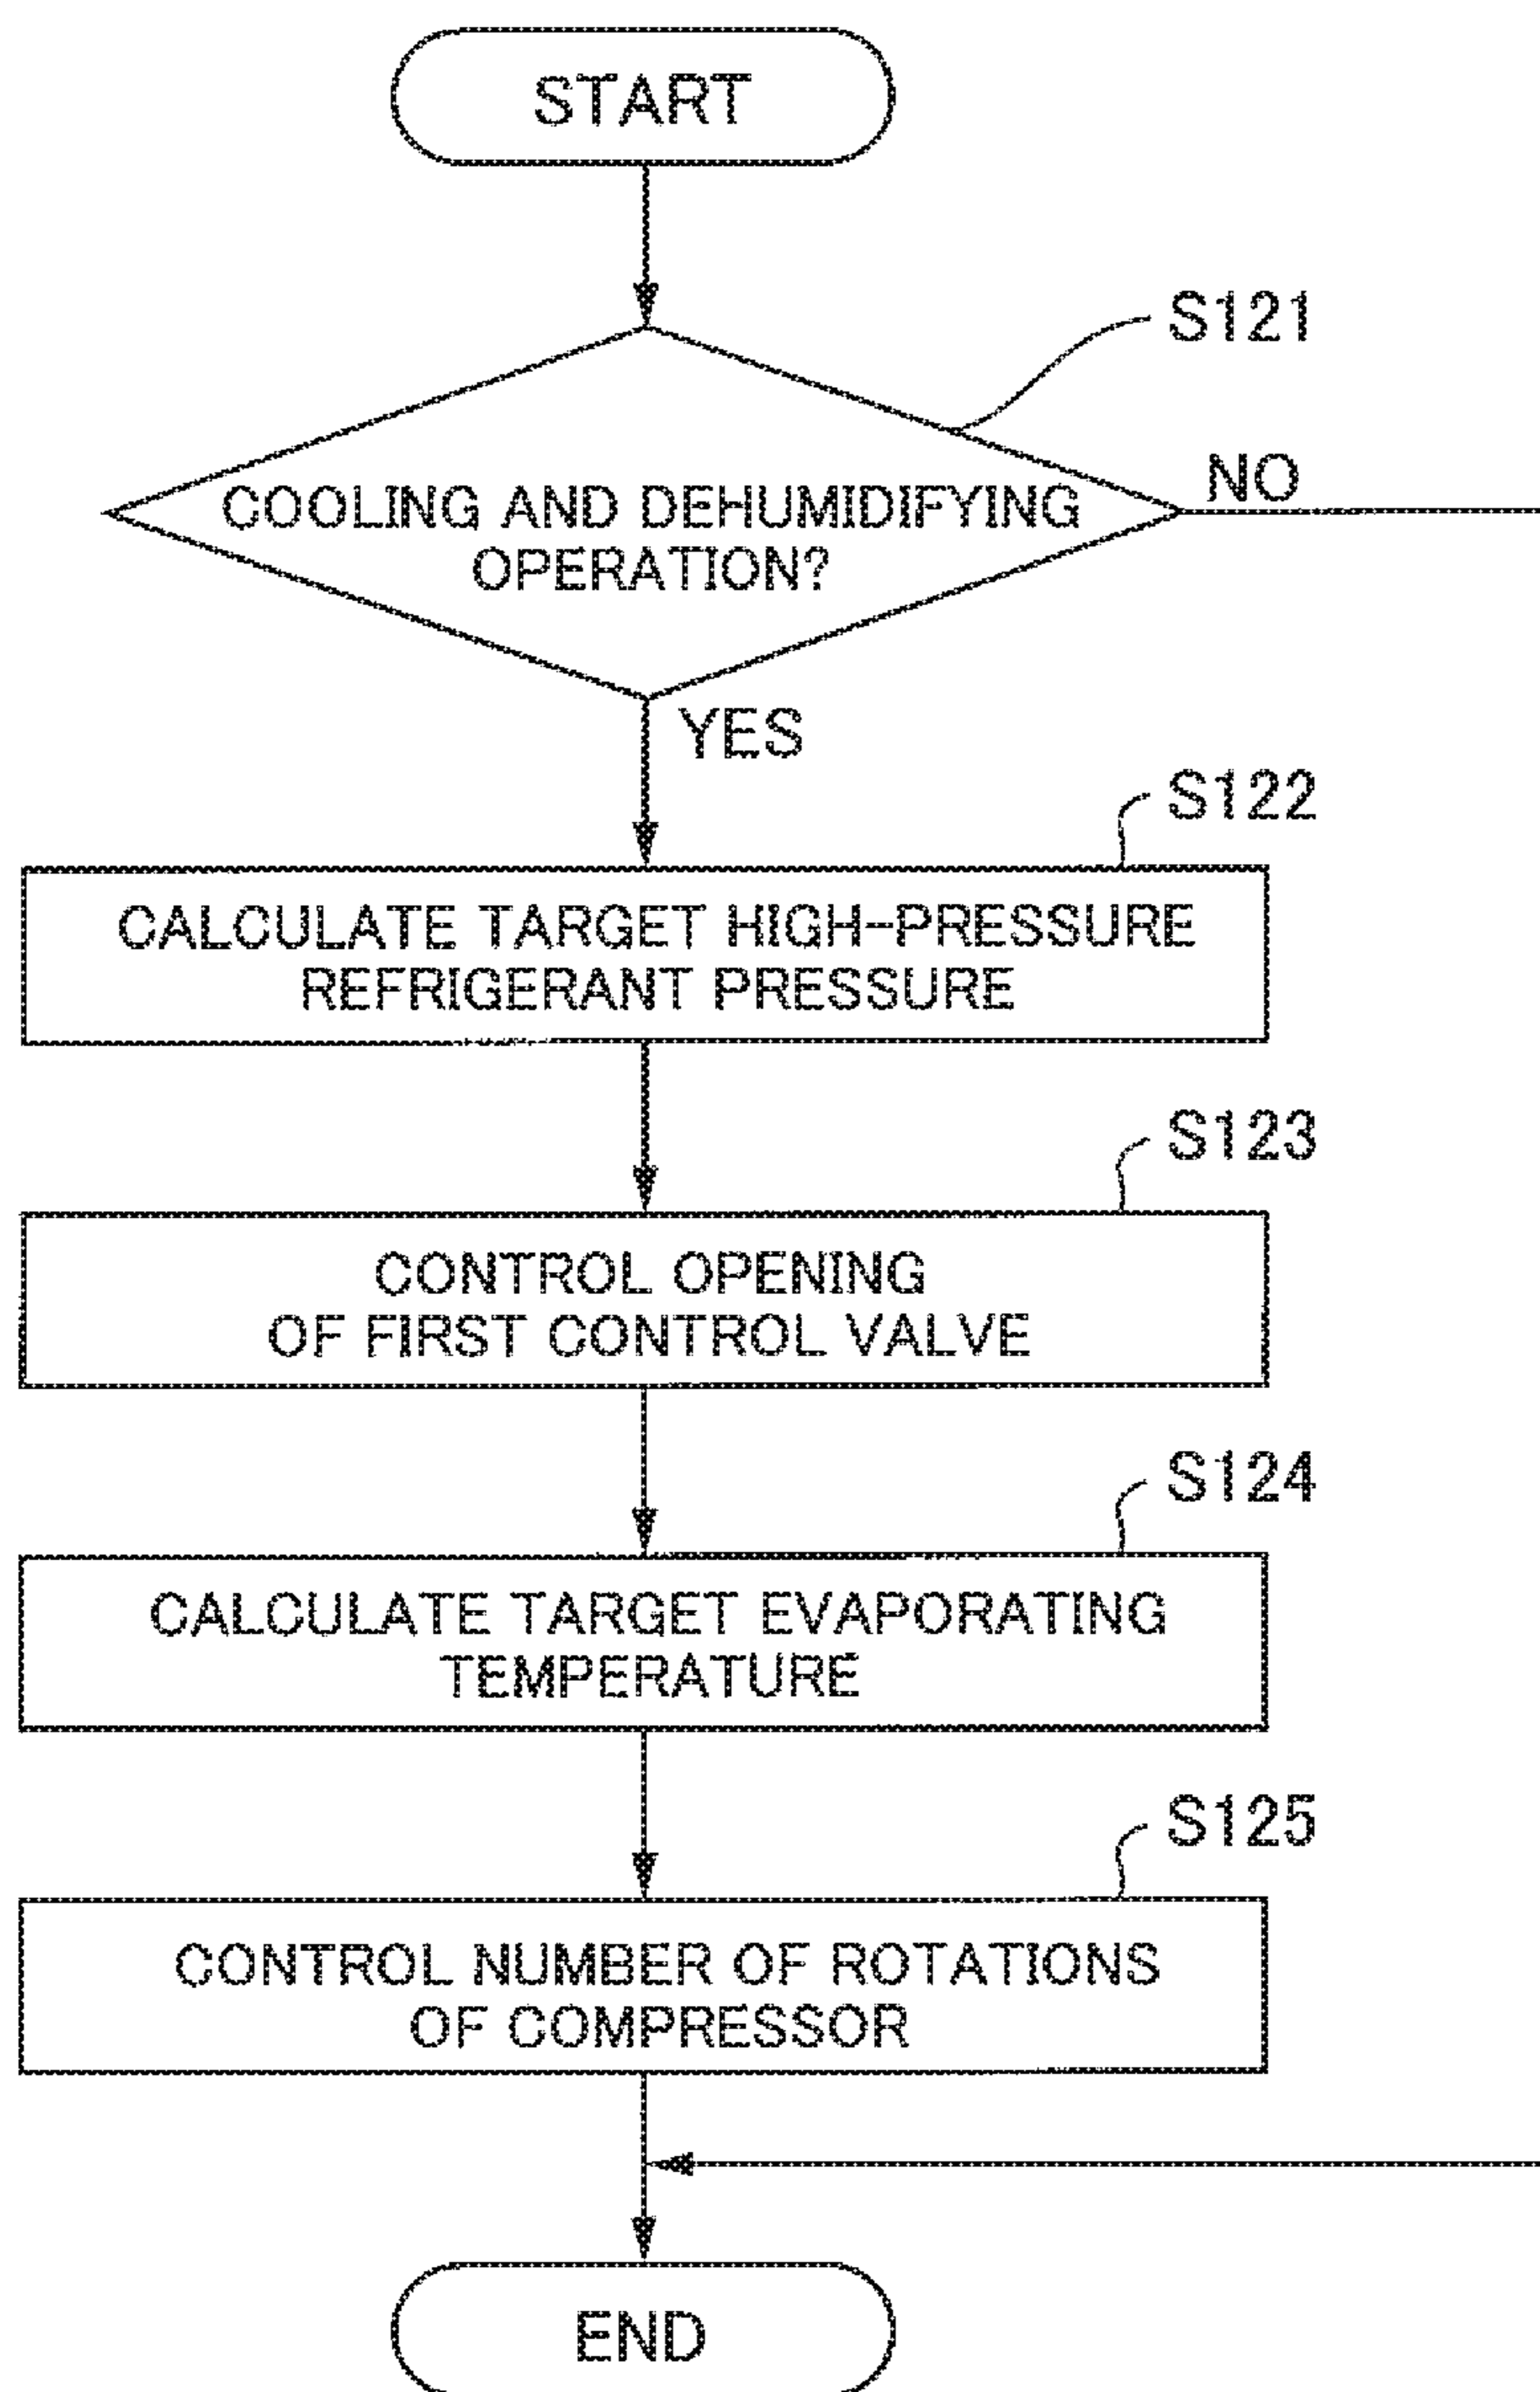 START
S121
COOLING AND DEHUMIDIFYING
OPERATION?
NO
YES
S122
CALCULATE TARGET HIGH-PRESSURE
REFRIGERANT PRESSURE
S123
CONTROL OPENING
OF FIRST CONTROL VALVE
S124
CALCULATE TARGET EVAPORATING
TEMPERATURE
S125
CONTROL NUMBER OF ROTATIONS
OF COMPRESSOR
END